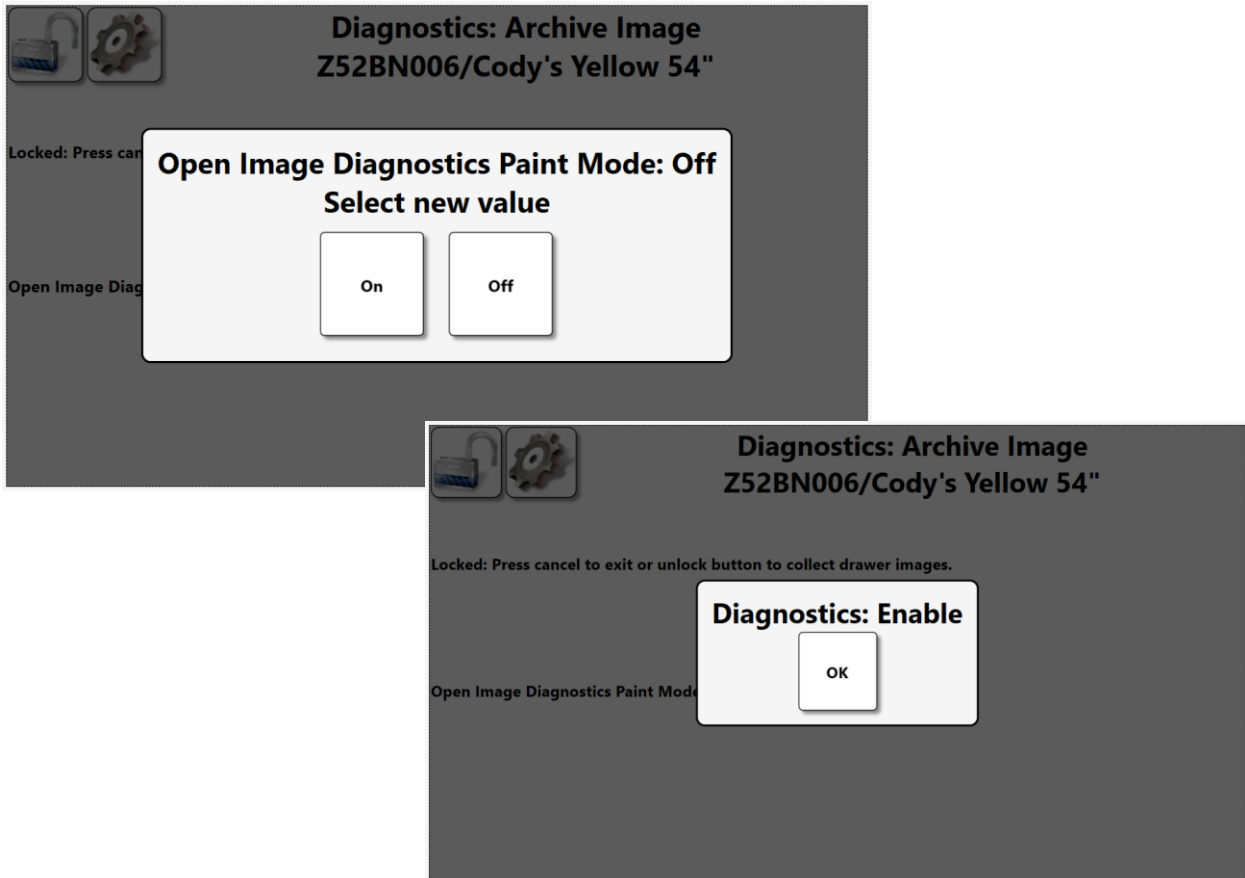 Diagnostics: Archive Image
Z52BN006/Cody's Yellow 54"
Locked: Press can
Open Image Diagnostics Paint Mode: Off
Select new value
On
Off
Open Image Diag
Diagnostics: Archive Image
Z52BN006/Cody's Yellow 54"
Locked: Press cancel to exit or unlock button to collect drawer images.
Diagnostics: Enable
OK
Open Image Diagnostics Paint Mode